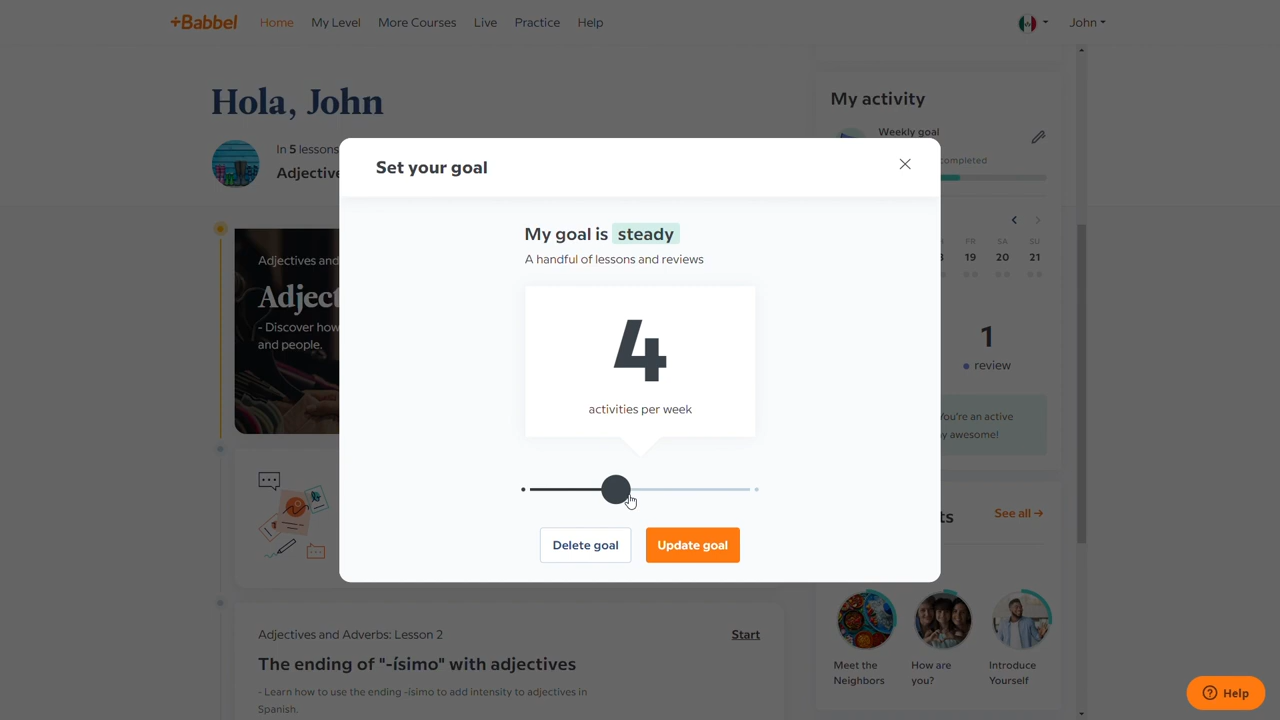 +Babbel Home My Level More Courses Live Practice Help John
Hola, John
In 5 lessons
Adjective
Adjectives and
Adject
- Discover how
and people.
My activity
Weekly goal
completed
Set your goal
My goal is steady
A handful of lessons and reviews
4
activities per week
Delete goal Update goal
FR SA SU
19 20 21
1
review
You're an active
awesome!
See all →
Adjectives and Adverbs: Lesson 2 Start
The ending of "-ísimo" with adjectives
- Learn how to use the ending -ísimo to add intensity to adjectives in
Spanish.
Meet the
Neighbors
How are
you?
Introduce
Yourself
Help